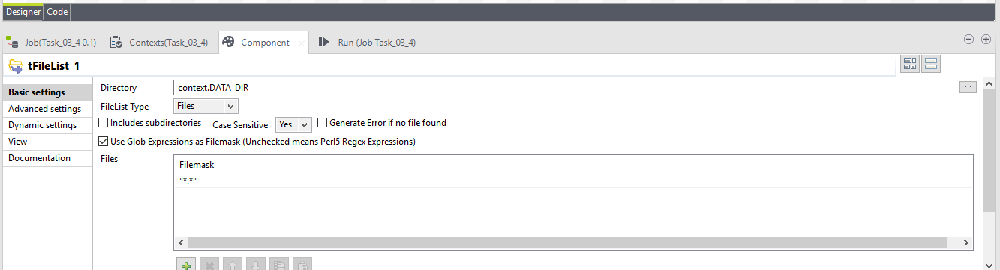 Designer Code
Job(Task_03_4 0.1) Contexts(Task_03_4) Component Run (Job Task_03_4)
tFileList_1
Basic settings
Advanced settings
Dynamic settings
View
Documentation
Directory context.DATA_DIR ...
FileList Type Files
Includes subdirectories Case Sensitive Yes Generate Error if no file found
Use Glob Expressions as Filemask (Unchecked means Perl5 Regex Expressions)
Files
Filemask
"*.*"